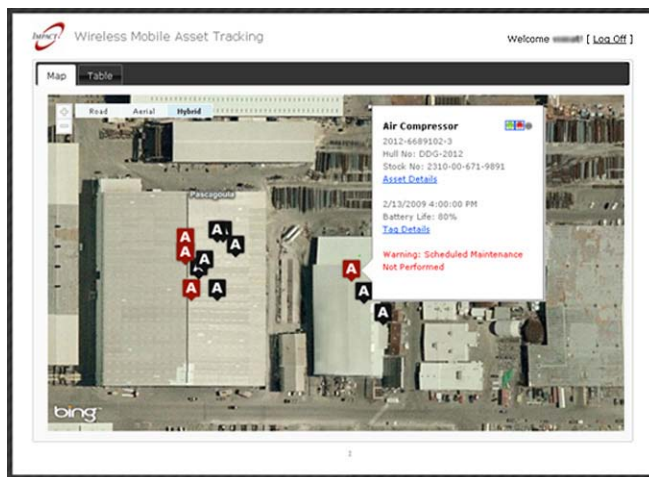 IMPACT
Wireless Mobile Asset Tracking
Welcome [ Log Off ]
Map Table
Road Aerial Hybrid
Air Compressor
2012-6689102-3
Hull No: DDG-2012
Stock No: 2310-00-671-9891
Asset Details
2/13/2009 4:00:00 PM
Battery Life: 80%
Tag Details
Warning: Scheduled Maintenance
Not Performed
Pascagoula
A
A
A
A
A
A
A
A
A
A
A
A
bing